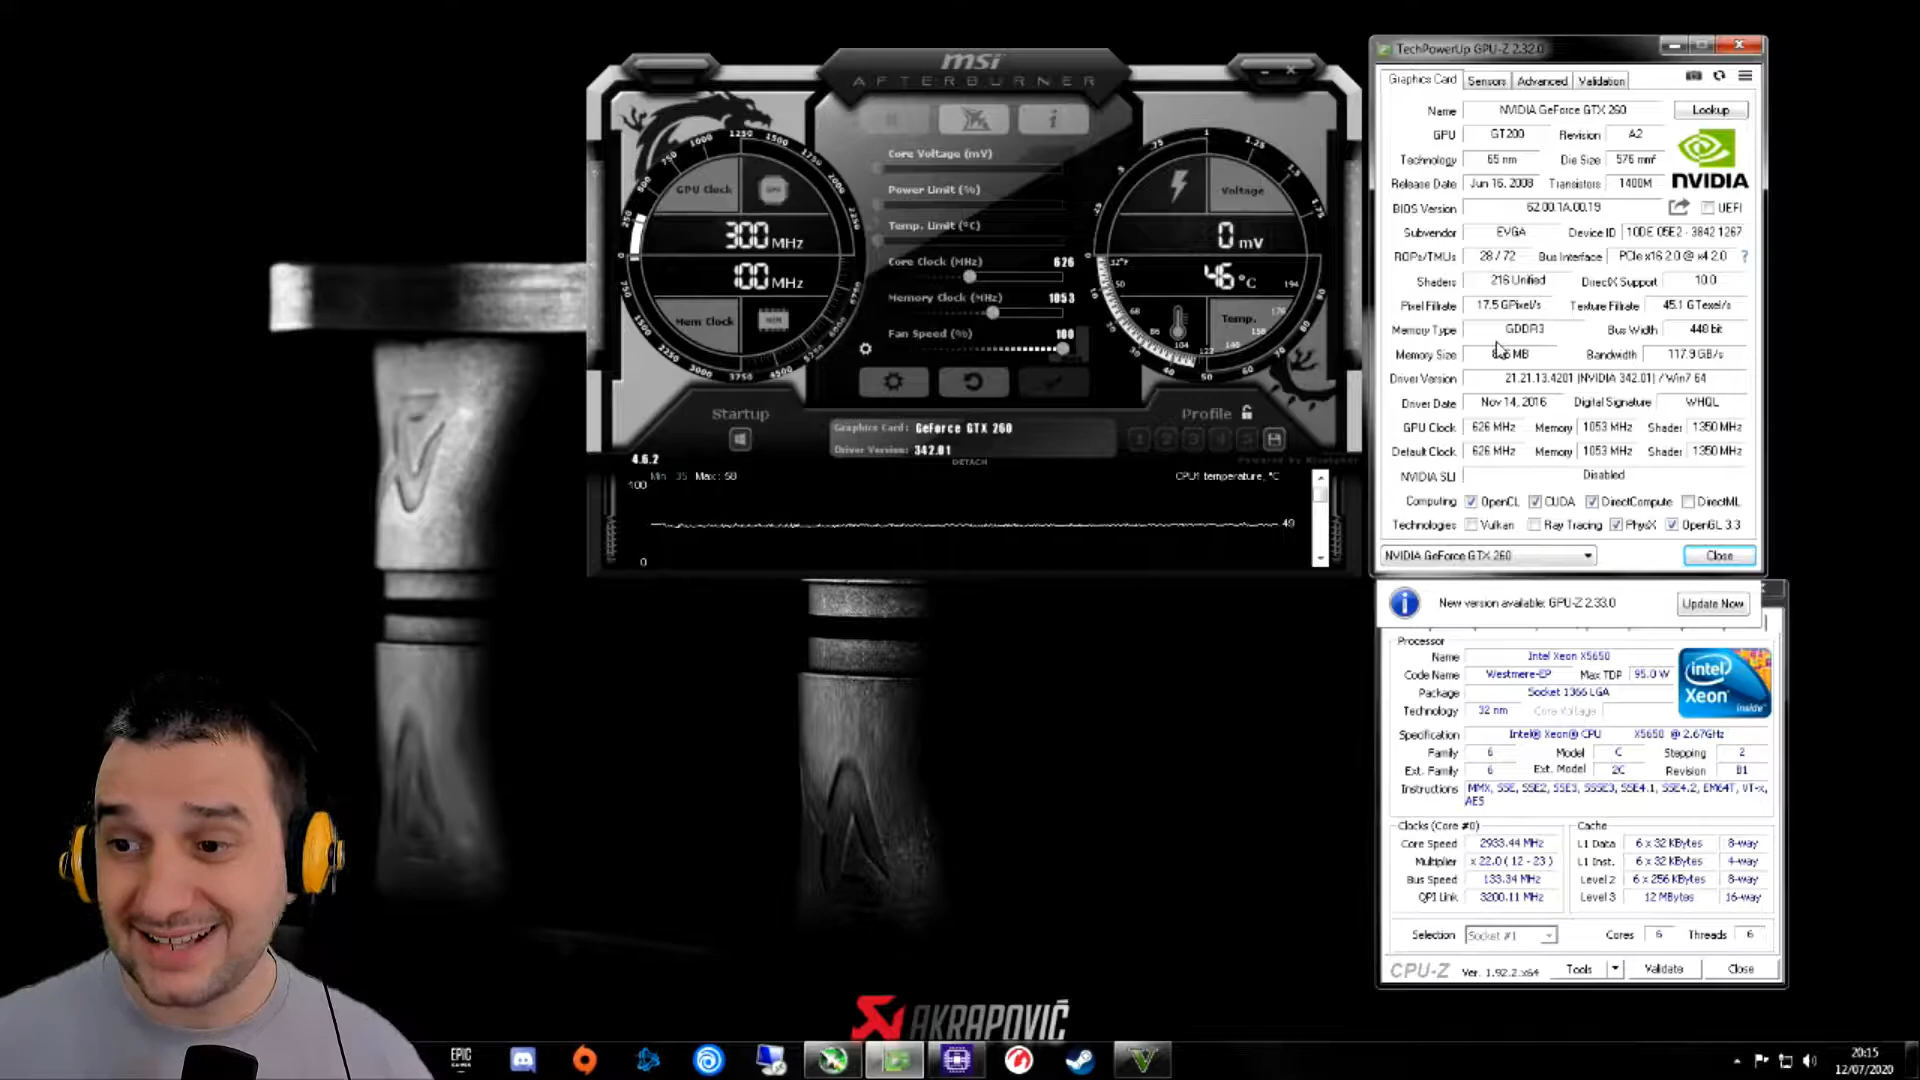 msi
AFTERBURNER
GPU Clock
300 MHz
100 MHz
Mem Clock
Core Voltage (mV)
Power Limit (%)
Temp. Limit (°C)
Core Clock (MHz) 626
Memory Clock (MHz) 1053
Fan Speed (%) 100
Voltage
0 mV
46 °C
Temp.
Startup
Profile
1 2 3 4 5
Graphics Card: GeForce GTX 260
Driver Version: 342.01
DETACH
4.6.2
Min : 35 Max : 58
CPU1 temperature, °C
100
49
0
TechPowerUp GPU-Z 2.32.0
Graphics Card Sensors Advanced Validation
Name NVIDIA GeForce GTX 260 Lookup
GPU GT200 Revision A2
Technology 65 nm Die Size 576 mm²
Release Date Jun 16, 2008 Transistors 1400M
NVIDIA
BIOS Version 62.00.1A.00.19 UEFI
Subvendor EVGA Device ID 10DE 05E2 - 3842 1267
ROPs/TMUs 28 / 72 Bus Interface PCIe x16 2.0 @ x4 2.0 ?
Shaders 216 Unified DirectX Support 10.0
Pixel Fillrate 17.5 GPixel/s Texture Fillrate 45.1 GTexel/s
Memory Type GDDR3 Bus Width 448 bit
Memory Size MB Bandwidth 117.9 GB/s
Driver Version 21.21.13.4201 (NVIDIA 342.01) / Win7 64
Driver Date Nov 14, 2016 Digital Signature WHQL
GPU Clock 626 MHz Memory 1053 MHz Shader 1350 MHz
Default Clock 626 MHz Memory 1053 MHz Shader 1350 MHz
NVIDIA SLI Disabled
Computing OpenCL CUDA DirectCompute DirectML
Technologies Vulkan Ray Tracing PhysX OpenGL 3.3
NVIDIA GeForce GTX 260 Close
New version available: GPU-Z 2.33.0 Update Now
Processor
Name Intel Xeon X5650
Code Name Westmere-EP Max TDP 95.0 W
Package Socket 1366 LGA
Technology 32 nm Core Voltage
intel
Xeon
inside
Specification Intel® Xeon® CPU X5650 @ 2.67GHz
Family 6 Model C Stepping 2
Ext. Family 6 Ext. Model 2C Revision B1
Instructions MMX, SSE, SSE2, SSE3, SSSE3, SSE4.1, SSE4.2, EM64T, VT-x,
AES
Clocks (Core #0) Cache
Core Speed 2933.44 MHz L1 Data 6 x 32 KBytes 8-way
Multiplier x 22.0 ( 12 - 23 ) L1 Inst. 6 x 32 KBytes 4-way
Bus Speed 133.34 MHz Level 2 6 x 256 KBytes 8-way
QPI Link 3200.11 MHz Level 3 12 MBytes 16-way
Selection Socket #1 Cores 6 Threads 6
CPU-Z Ver. 1.92.2.x64 Tools Validate Close
AKRAPOVIČ
EPIC
GAMES
20:15
12/07/2020